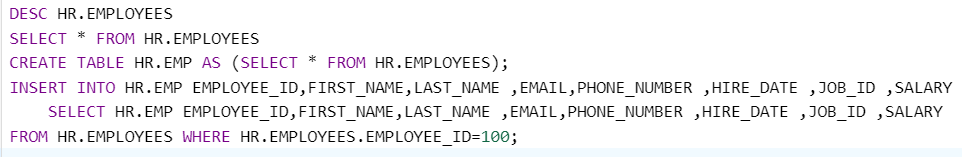 DESC HR.EMPLOYEES
SELECT * FROM HR.EMPLOYEES
CREATE TABLE HR.EMP AS (SELECT * FROM HR.EMPLOYEES);
INSERT INTO HR.EMP EMPLOYEE_ID,FIRST_NAME,LAST_NAME ,EMAIL,PHONE_NUMBER ,HIRE_DATE ,JOB_ID ,SALARY
    SELECT HR.EMP EMPLOYEE_ID,FIRST_NAME,LAST_NAME ,EMAIL,PHONE_NUMBER ,HIRE_DATE ,JOB_ID ,SALARY
FROM HR.EMPLOYEES WHERE HR.EMPLOYEES.EMPLOYEE_ID=100;